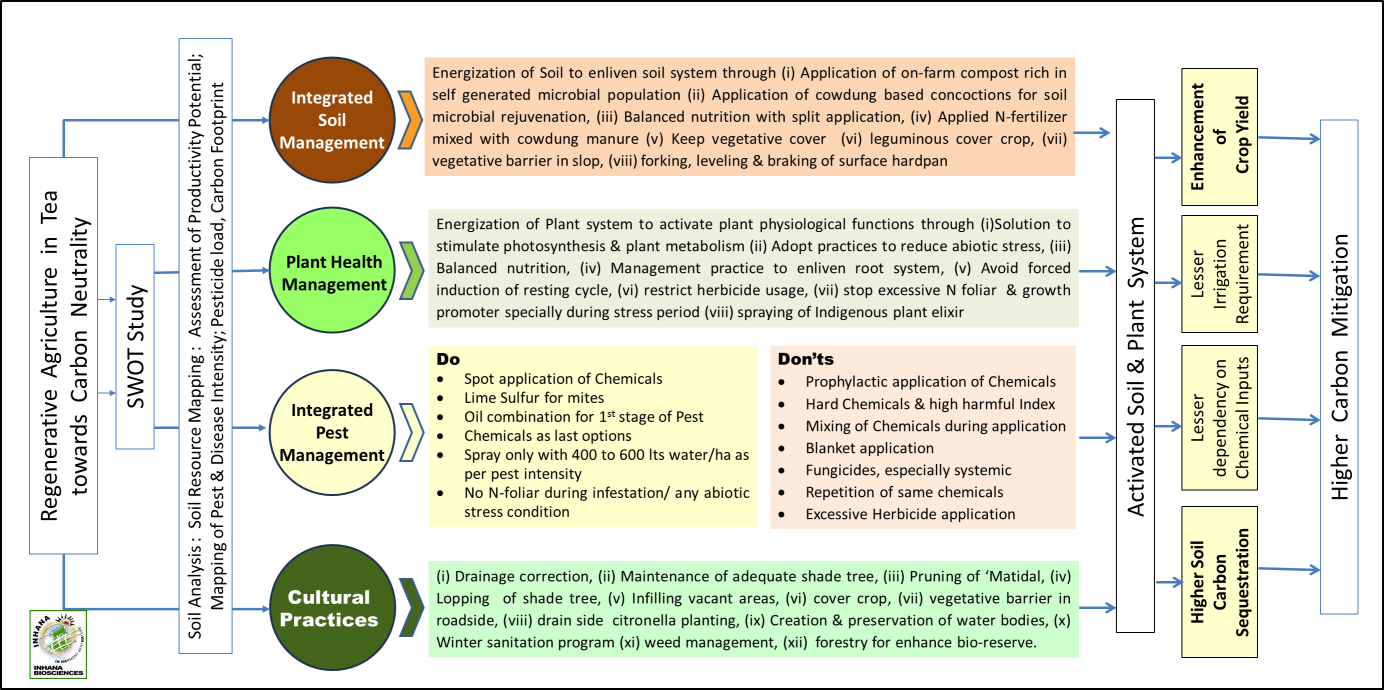 Regenerative Agriculture in Tea
towards Carbon Neutrality
SWOT Study
Soil Analysis : Soil Resource Mapping : Assessment of Productivity Potential;
Mapping of Pest & Disease Intensity; Pesticide load, Carbon Footprint
Integrated
Soil
Management
Energization of Soil to enliven soil system through (i) Application of on-farm compost rich in
self generated microbial population (ii) Application of cowdung based concoctions for soil
microbial rejuvenation, (iii) Balanced nutrition with split application, (iv) Applied N-fertilizer
mixed with cowdung manure (v) Keep vegetative cover (vi) leguminous cover crop, (vii)
vegetative barrier in slop, (viii) forking, leveling & braking of surface hardpan
Plant Health
Management
Energization of Plant system to activate plant physiological functions through (i)Solution to
stimulate photosynthesis & plant metabolism (ii) Adopt practices to reduce abiotic stress, (iii)
Balanced nutrition, (iv) Management practice to enliven root system, (v) Avoid forced
induction of resting cycle, (vi) restrict herbicide usage, (vii) stop excessive N foliar & growth
promoter specially during stress period (viii) spraying of Indigenous plant elixir
Integrated
Pest
Management
Do
• Spot application of Chemicals
• Lime Sulfur for mites
• Oil combination for 1st stage of Pest
• Chemicals as last options
• Spray only with 400 to 600 lts water/ha as
per pest intensity
• No N-foliar during infestation/ any abiotic
stress condition
Don'ts
• Prophylactic application of Chemicals
• Hard Chemicals & high harmful Index
• Mixing of Chemicals during application
• Blanket application
• Fungicides, especially systemic
• Repetition of same chemicals
• Excessive Herbicide application
Cultural
Practices
(i) Drainage correction, (ii) Maintenance of adequate shade tree, (iii) Pruning of 'Matidal, (iv)
Lopping of shade tree, (v) Infilling vacant areas, (vi) cover crop, (vii) vegetative barrier in
roadside, (viii) drain side citronella planting, (ix) Creation & preservation of water bodies, (x)
Winter sanitation program (xi) weed management, (xii) forestry for enhance bio-reserve.
Activated Soil & Plant System
Enhancement
of
Crop Yield
Lesser
Irrigation
Requirement
Lesser
dependency on
Chemical Inputs
Higher Soil
Carbon
Sequestration
Higher Carbon Mitigation
INHANA
INHANA
BIOSCIENCES